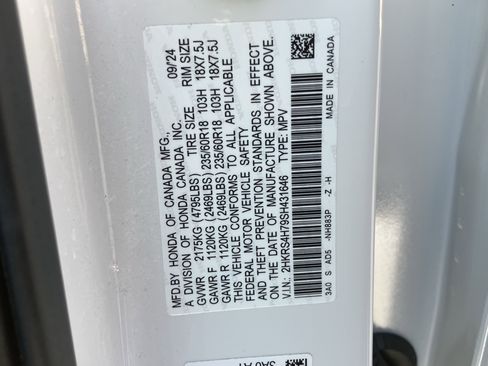 MFD.BY HONDA OF CANADA MFG., 09/24
A DIVISION OF HONDA CANADA INC.
TIRE SIZE RIM SIZE
GVWR 2175KG (4795LBS)
GAWR F 1120KG (2469LBS) 235/60R18 103H 18X7.5J
GAWR R 1120KG (2469LBS) 235/60R18 103H 18X7.5J
THIS VEHICLE CONFORMS TO ALL APPLICABLE
FEDERAL MOTOR VEHICLE SAFETY
AND THEFT PREVENTION STANDARDS IN EFFECT
ON THE DATE OF MANUFACTURE SHOWN ABOVE.
V.I.N.: 2HKRS4H79SH431646 TYPE: MPV
3A0 S AD5 -NH883P -Z -H MADE IN CANADA